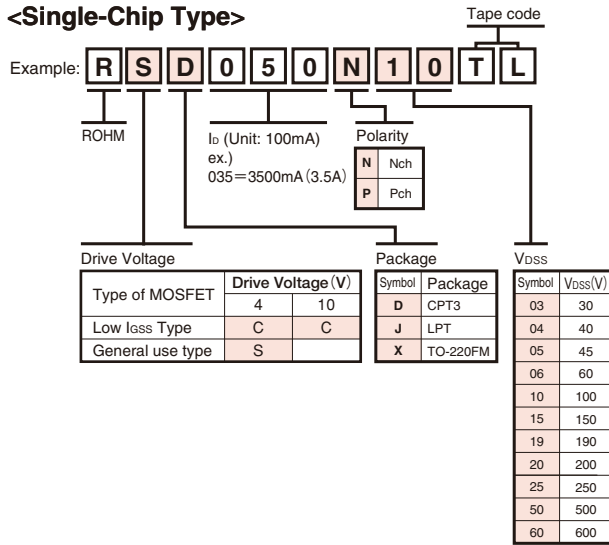 <Single-Chip Type>
Tape code
Example: R S D 0 5 0 N 1 0 T L
ROHM
ID (Unit: 100mA)
ex.)
035＝3500mA (3.5A)
Polarity
N Nch
P Pch
Drive Voltage
Type of MOSFET Drive Voltage (V)
4 10
Low IGSS Type C C
General use type S
Package
Symbol Package
D CPT3
J LPT
X TO-220FM
VDSS
Symbol VDSS(V)
03 30
04 40
05 45
06 60
10 100
15 150
19 190
20 200
25 250
50 500
60 600